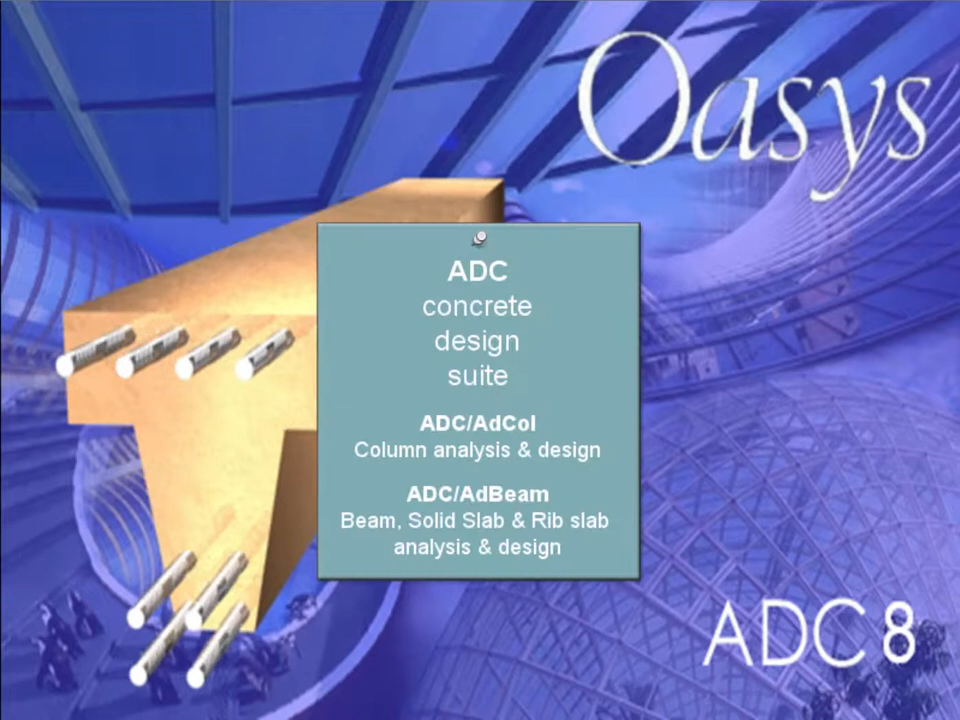 Oasys
ADC
concrete
design
suite
ADC/AdCol
Column analysis & design
ADC/AdBeam
Beam, Solid Slab & Rib slab
analysis & design
ADC 8